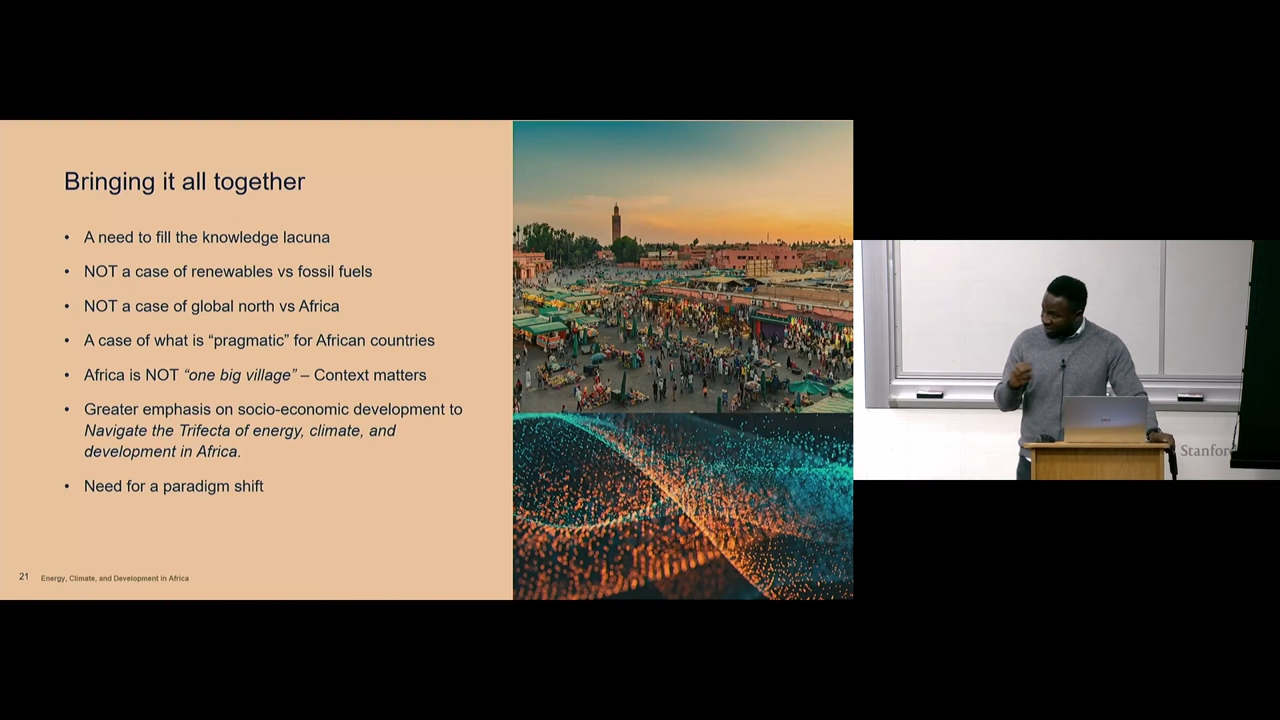 Bringing it all together
• A need to fill the knowledge lacuna
• NOT a case of renewables vs fossil fuels
• NOT a case of global north vs Africa
• A case of what is “pragmatic” for African countries
• Africa is NOT “one big village” – Context matters
• Greater emphasis on socio-economic development to
Navigate the Trifecta of energy, climate, and
development in Africa.
• Need for a paradigm shift
21 Energy, Climate, and Development in Africa
Stanford